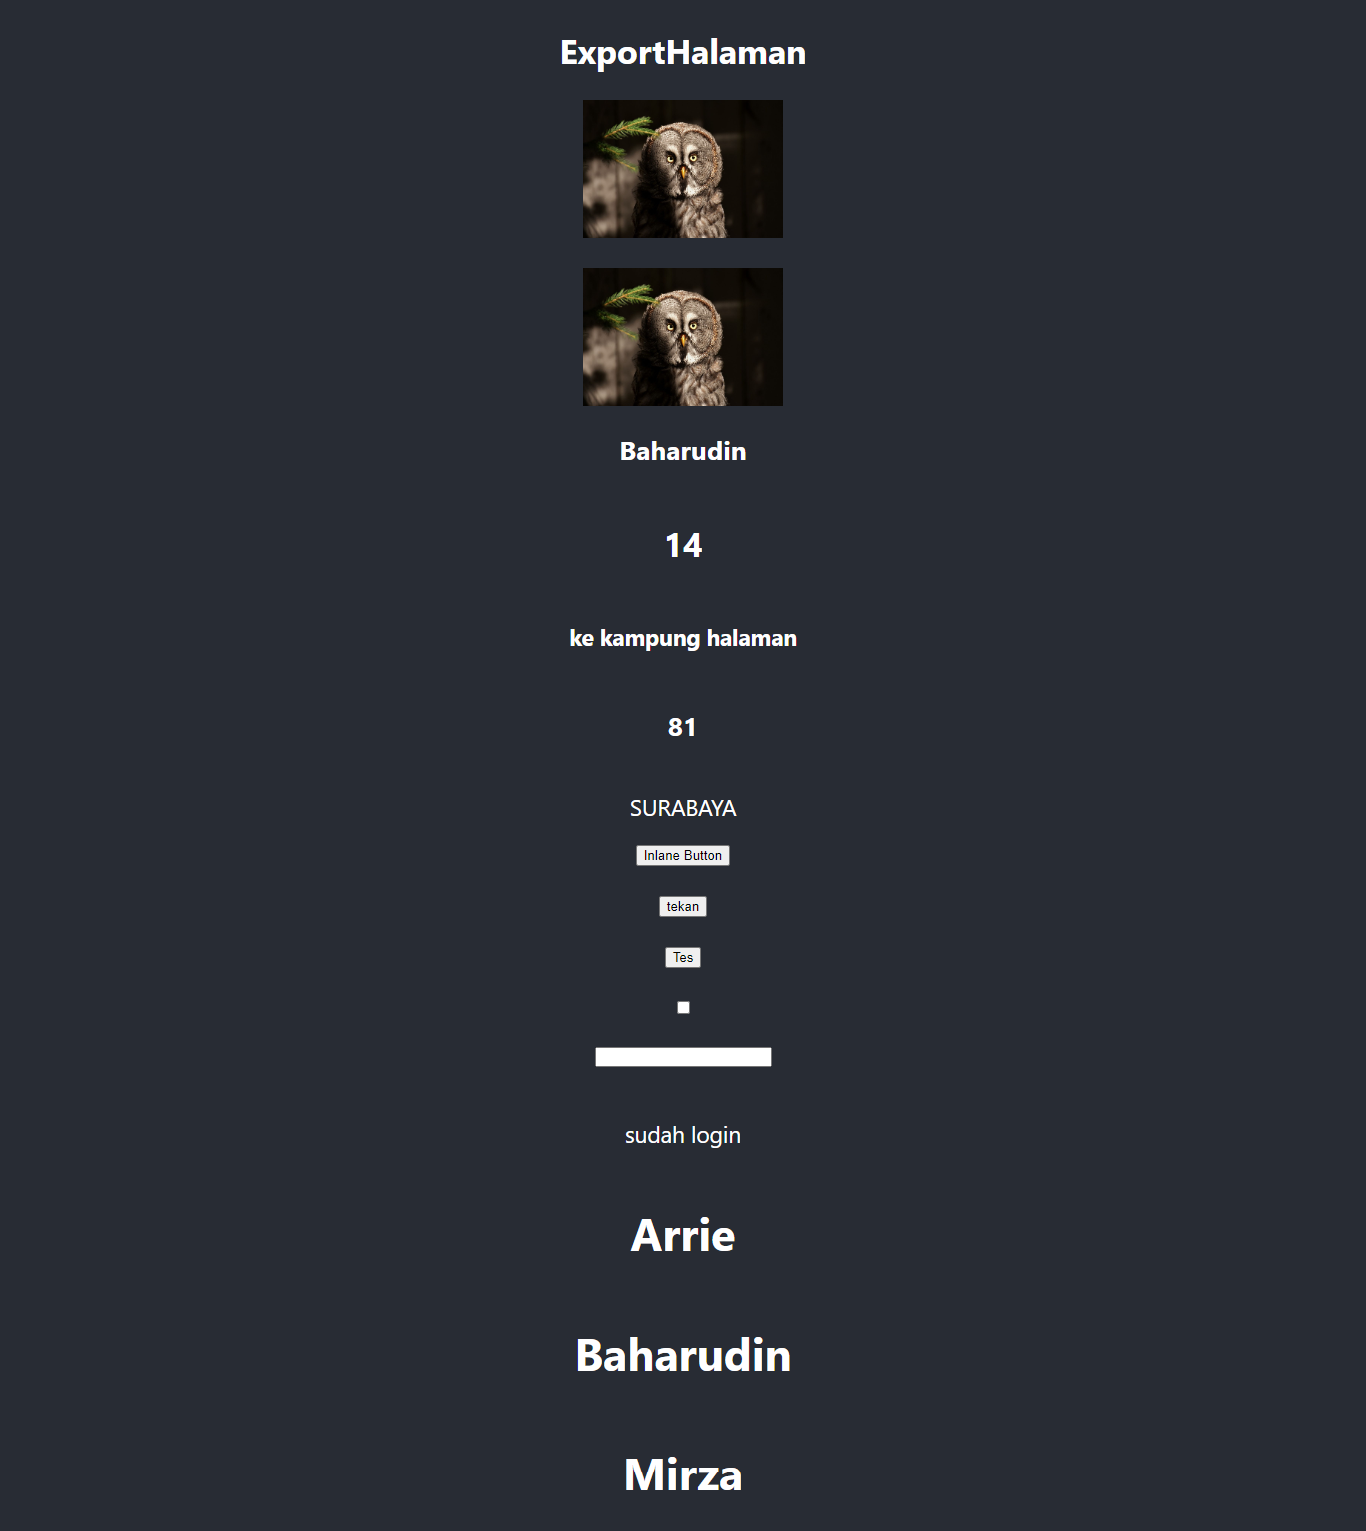 ExportHalaman
Baharudin
14
ke kampung halaman
81
SURABAYA
Inlane Button
tekan
Tes
sudah login
Arrie
Baharudin
Mirza